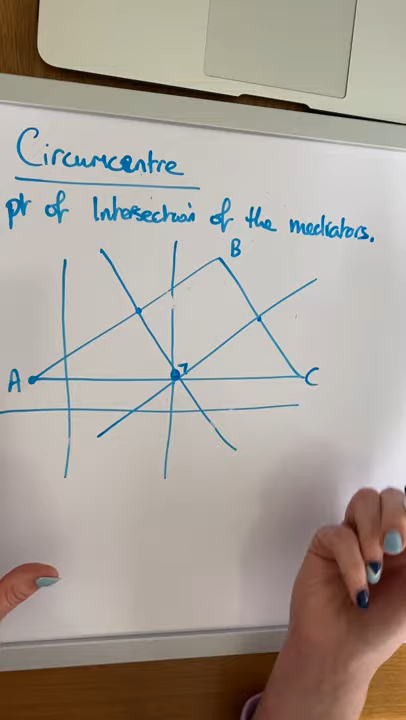 Circumcentre
pt of Intersection of the mediators.
B
A
C